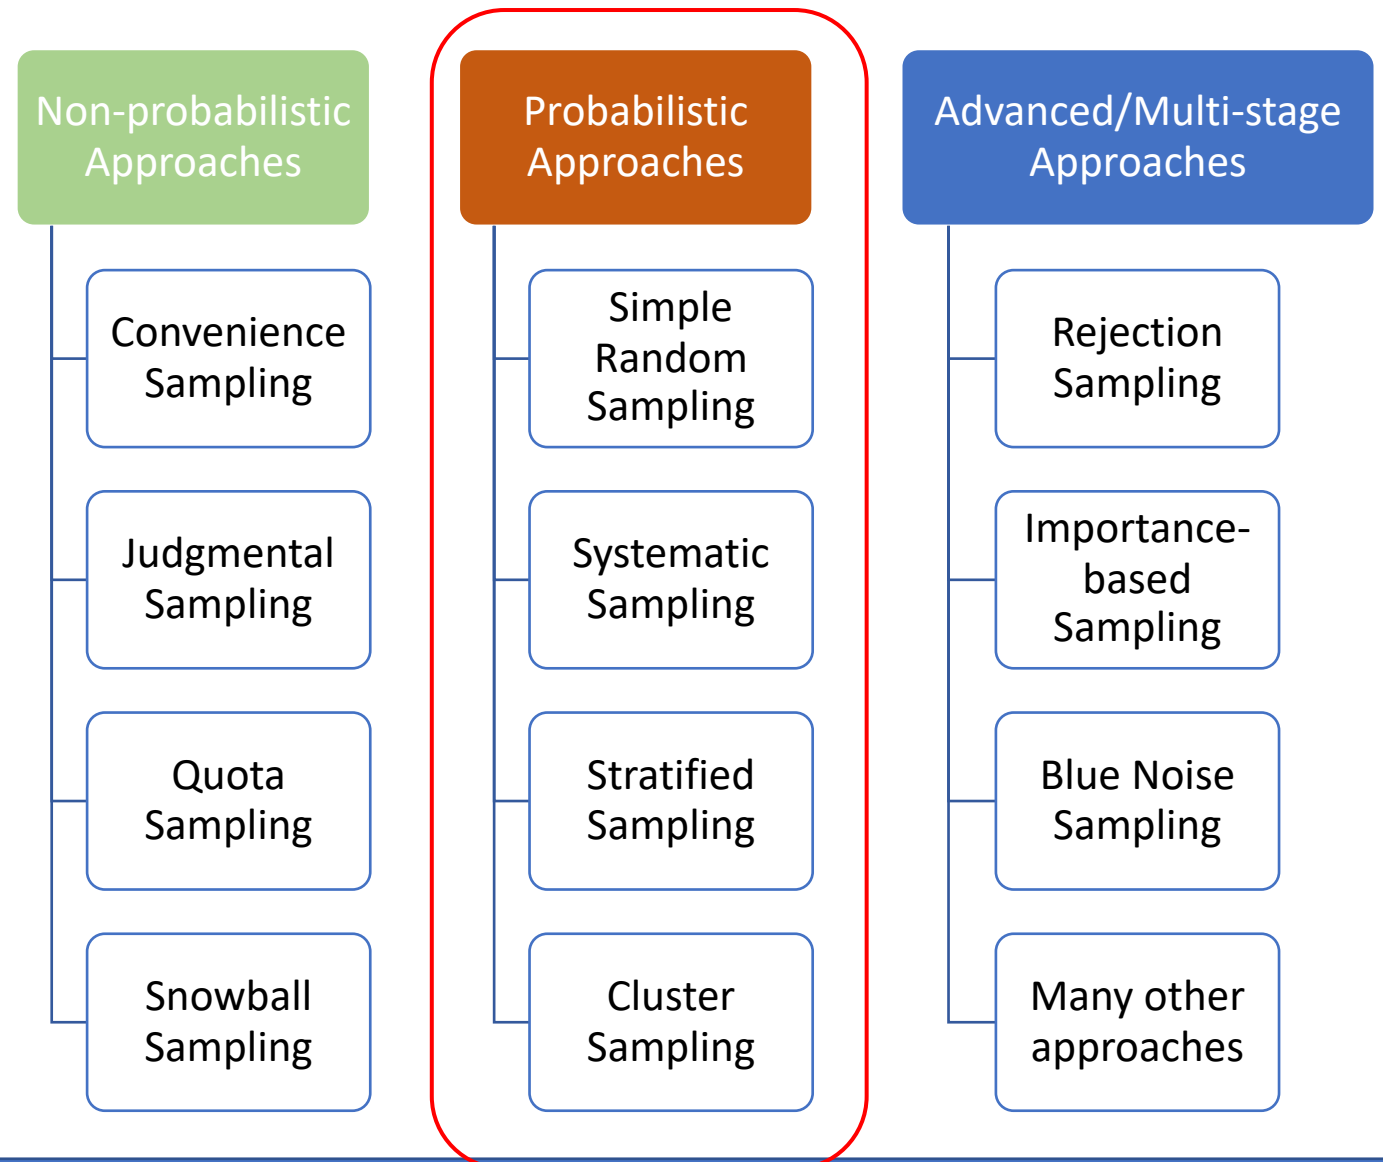 Non-probabilistic
Approaches
Convenience
Sampling
Judgmental
Sampling
Quota
Sampling
Snowball
Sampling
Probabilistic
Approaches
Simple
Random
Sampling
Systematic
Sampling
Stratified
Sampling
Cluster
Sampling
Advanced/Multi-stage
Approaches
Rejection
Sampling
Importance-
based
Sampling
Blue Noise
Sampling
Many other
approaches